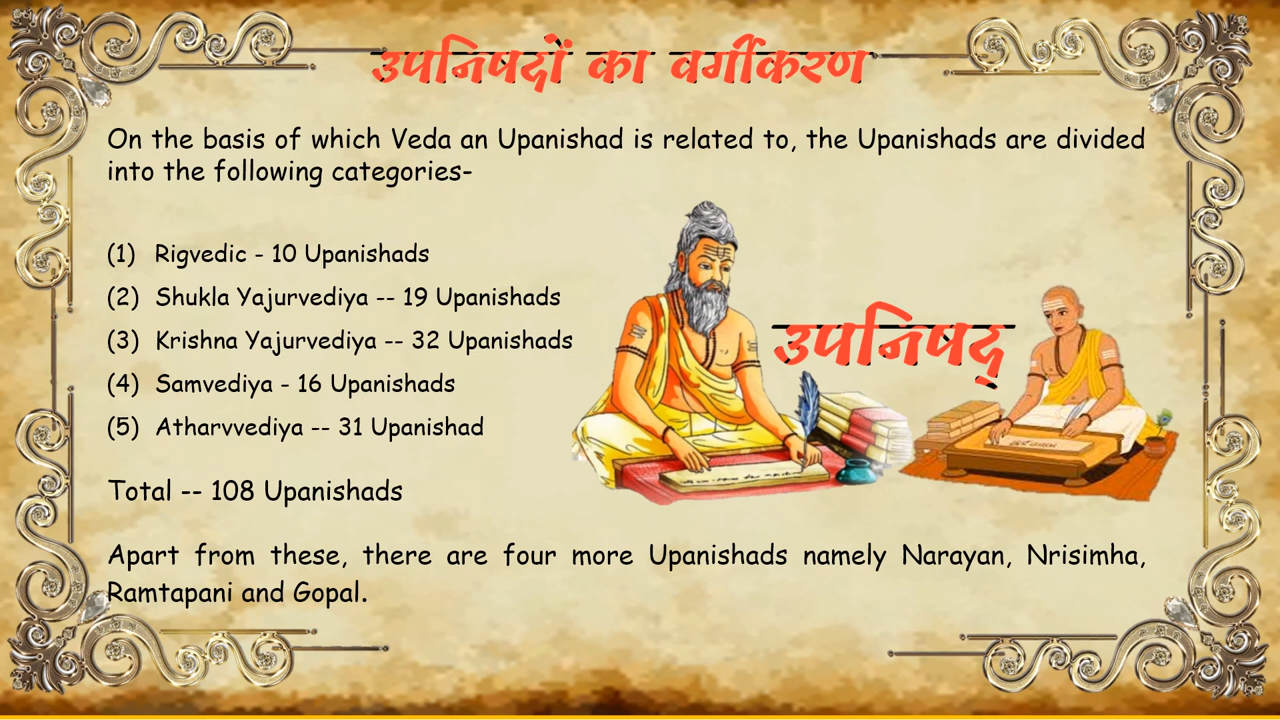 उपनिषदों का वर्गीकरण
On the basis of which Veda an Upanishad is related to, the Upanishads are divided
into the following categories-
(1) Rigvedic - 10 Upanishads
(2) Shukla Yajurvediya -- 19 Upanishads
(3) Krishna Yajurvediya -- 32 Upanishads
(4) Samvediya - 16 Upanishads
(5) Atharvvediya -- 31 Upanishad
उपनिषद्
Total -- 108 Upanishads
Apart from these, there are four more Upanishads namely Narayan, Nrisimha,
Ramtapani and Gopal.